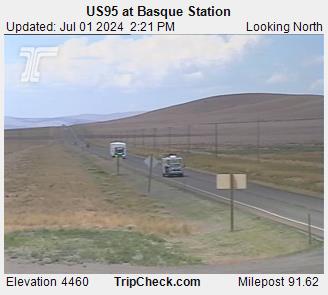 US95 at Basque Station
Updated: Jul 01 2024 2:21 PM Looking North
Elevation 4460 TripCheck.com Milepost 91.62